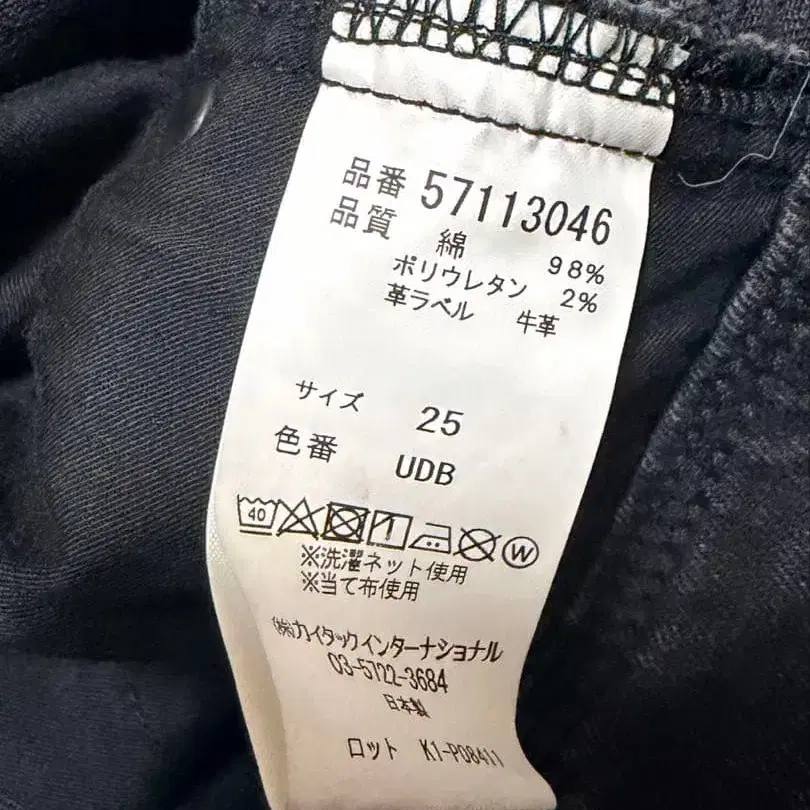 品番 57113046
品質 綿 98%
ポリウレタン 2%
革ラベル 牛革
サイズ 25
色番 UDB
40 W
※洗濯ネット使用
※当て布使用
㈱カイタックインターナショナル
03-5722-3684
日本製
ロット K1-P08411